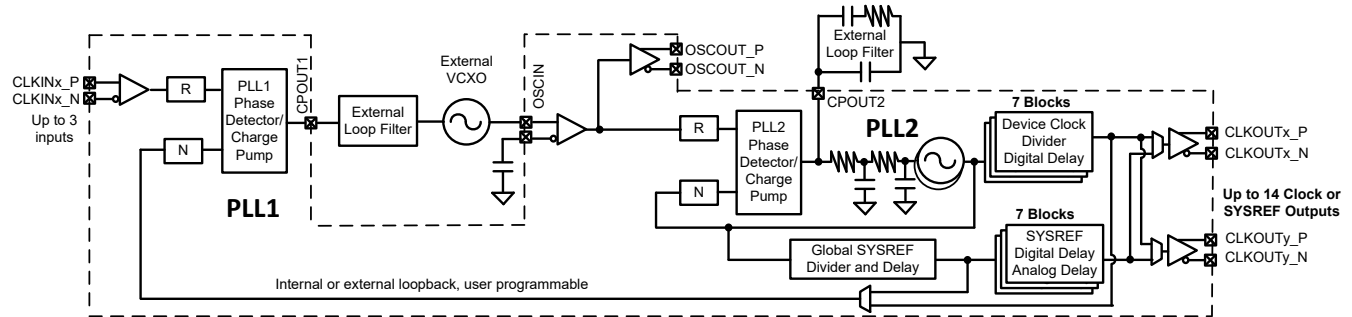 CLKINx_P
CLKINx_N
Up to 3
inputs
R
N
PLL1
Phase
Detector/
Charge
Pump
PLL1
CPOUT1
External
Loop Filter
External
VCXO
OSCIN
OSCOUT_P
OSCOUT_N
External
Loop Filter
CPOUT2
R
N
PLL2
Phase
Detector/
Charge
Pump
PLL2
7 Blocks
Device Clock
Divider
Digital Delay
CLKOUTx_P
CLKOUTx_N
Up to 14 Clock or
SYSREF Outputs
7 Blocks
SYSREF
Digital Delay
Analog Delay
CLKOUTy_P
CLKOUTy_N
Global SYSREF
Divider and Delay
Internal or external loopback, user programmable